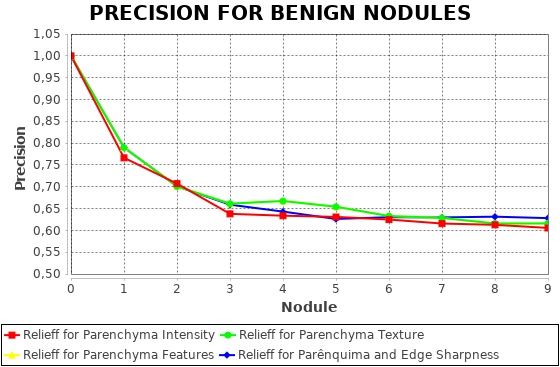 PRECISION FOR BENIGN NODULES
1,05
1,00
0,95
0,90
0,85
0,80
0,75
0,70
0,65
0,60
0,55
0,50
Precision
0 1 2 3 4 5 6 7 8 9
Nodule
Relieff for Parenchyma Intensity Relieff for Parenchyma Texture
Relieff for Parenchyma Features Relieff for Parênquima and Edge Sharpness